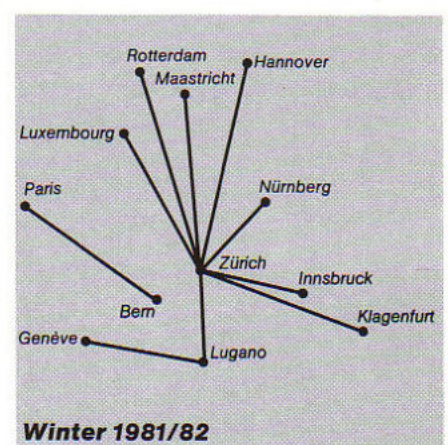 Rotterdam
Hannover
Maastricht
Luxembourg
Paris
Nürnberg
Zürich
Innsbruck
Bern
Klagenfurt
Genève
Lugano
Winter 1981/82